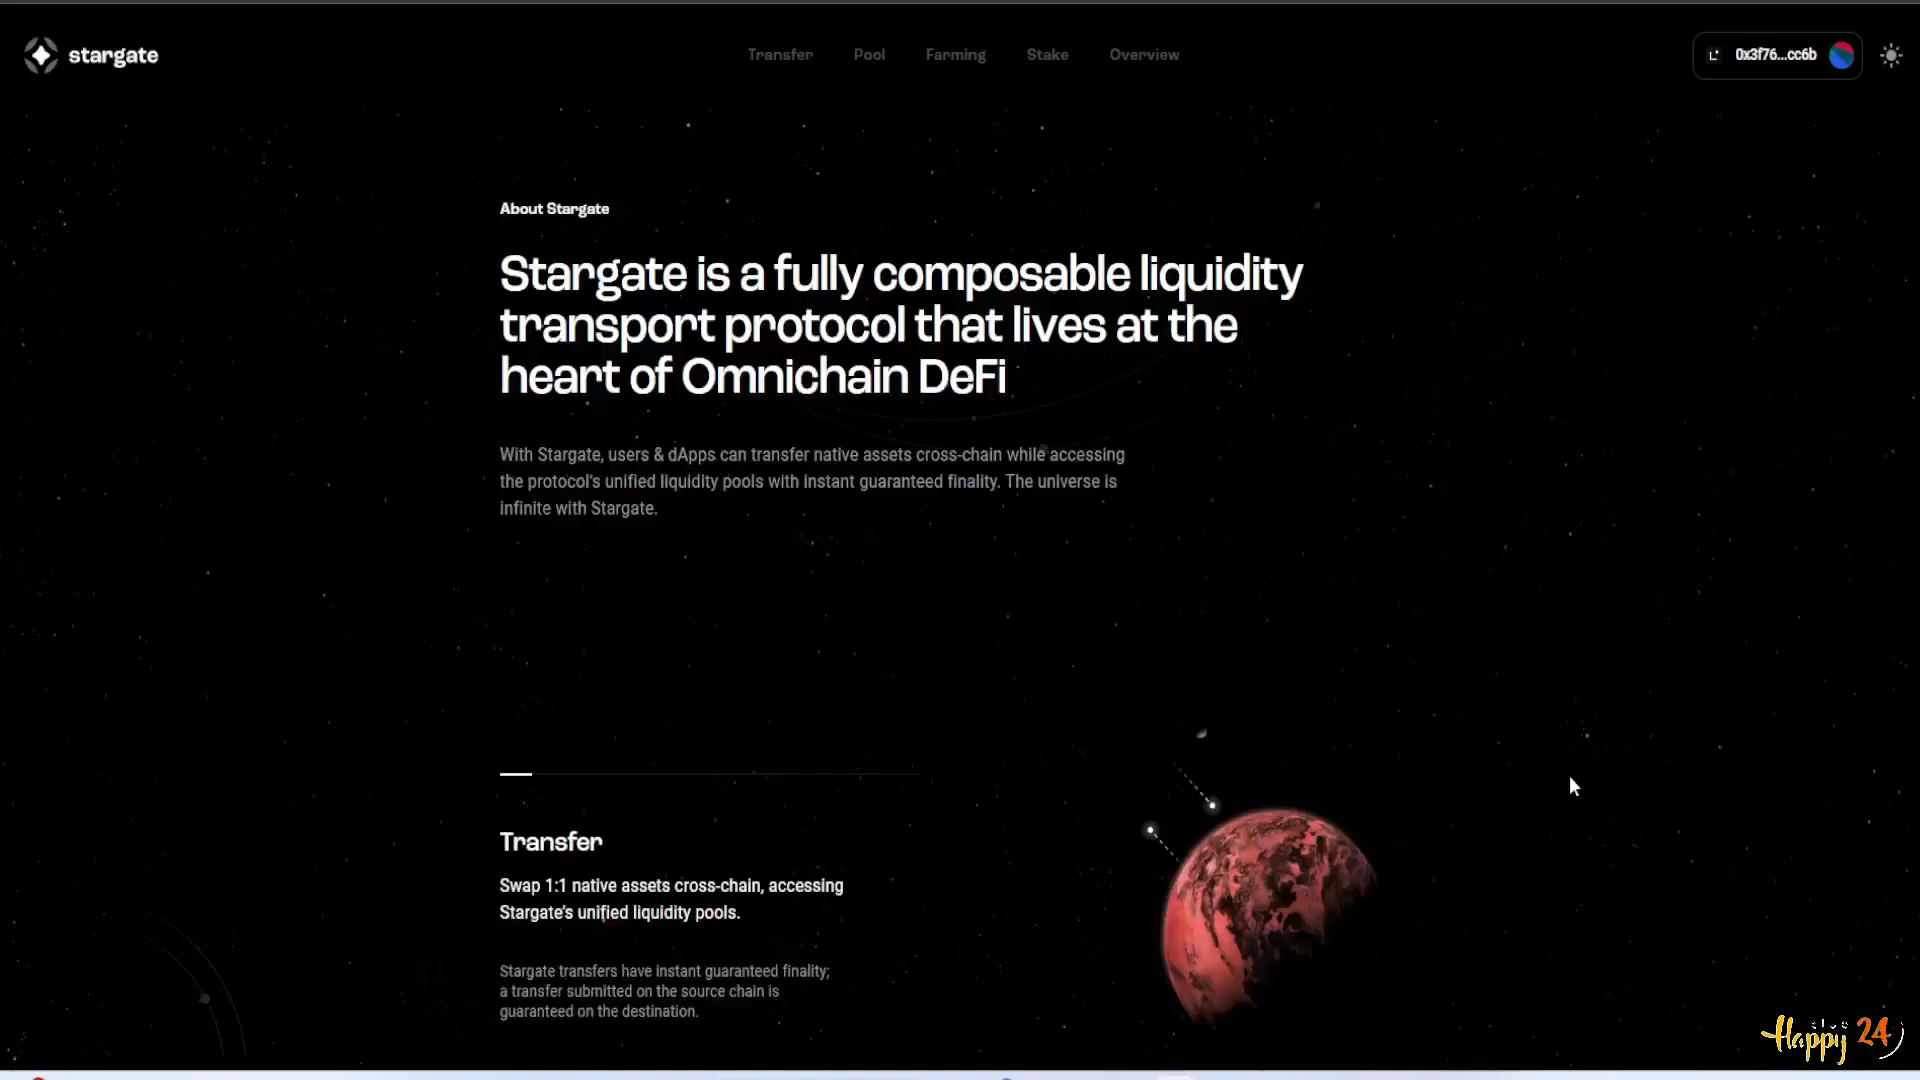 stargate
Transfer Pool Farming Stake Overview
0x3f76...cc6b
About Stargate
Stargate is a fully composable liquidity
transport protocol that lives at the
heart of Omnichain DeFi
With Stargate, users & dApps can transfer native assets cross-chain while accessing
the protocol's unified liquidity pools with instant guaranteed finality. The universe is
infinite with Stargate.
Transfer
Swap 1:1 native assets cross-chain, accessing
Stargate's unified liquidity pools.
Stargate transfers have instant guaranteed finality;
a transfer submitted on the source chain is
guaranteed on the destination.
Happy 24